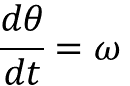 dθ/dt = ω